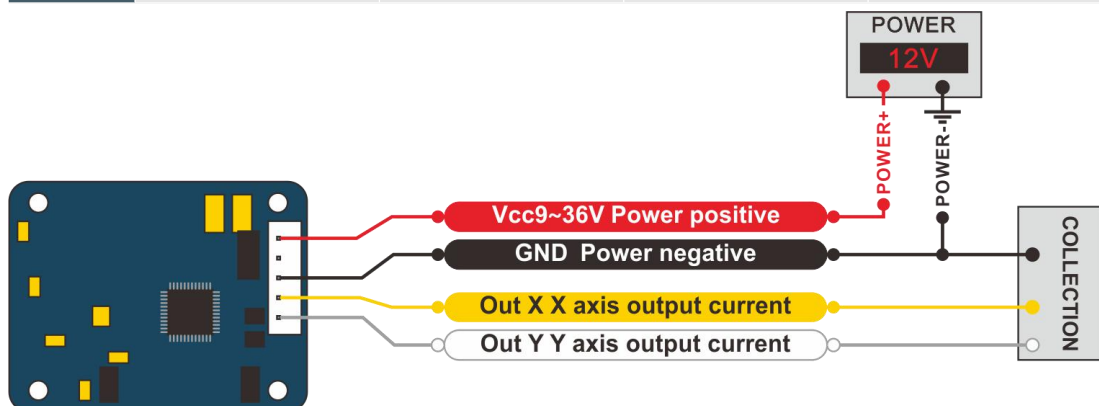 POWER
12V
POWER+
POWER-
Vcc9~36V Power positive
GND  Power negative
Out X X axis output current
Out Y Y axis output current
COLLECTION